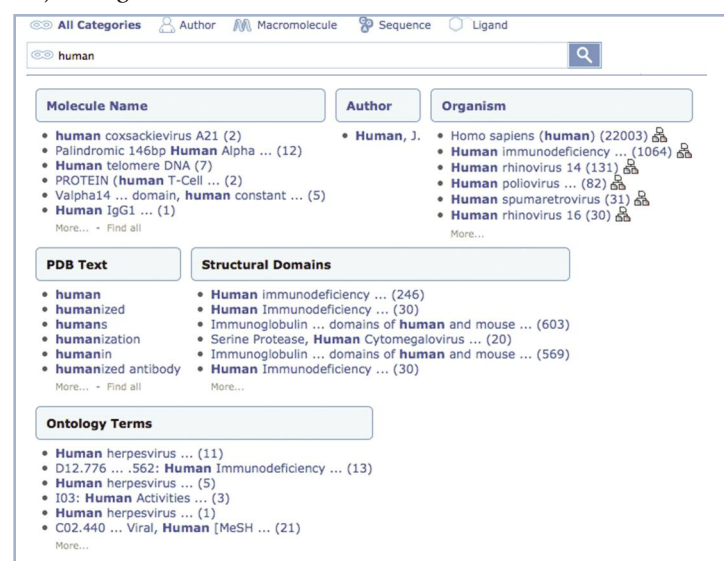 All Categories Author Macromolecule Sequence Ligand
human
Molecule Name
human coxsackievirus A21 (2)
Palindromic 146bp Human Alpha ... (12)
Human telomere DNA (7)
PROTEIN (human T-Cell ... (2)
Valpha14 ... domain, human constant ... (5)
Human IgG1 ... (1)
More... - Find all
Author
Human, J.
Organism
Homo sapiens (human) (22003)
Human immunodeficiency ... (1064)
Human rhinovirus 14 (131)
Human poliovirus ... (82)
Human spumaretrovirus (31)
Human rhinovirus 16 (30)
More...
PDB Text
human
humanized
humans
humanization
humanin
humanized antibody
More... - Find all
Structural Domains
Human immunodeficiency ... (246)
Human Immunodeficiency ... (30)
Immunoglobulin ... domains of human and mouse ... (603)
Serine Protease, Human Cytomegalovirus ... (20)
Immunoglobulin ... domains of human and mouse ... (569)
Human Immunodeficiency ... (30)
More...
Ontology Terms
Human herpesvirus ... (11)
D12.776 ... .562: Human Immunodeficiency ... (13)
Human herpesvirus ... (5)
I03: Human Activities ... (3)
Human herpesvirus ... (1)
C02.440 ... Viral, Human [MeSH ... (21)
More...